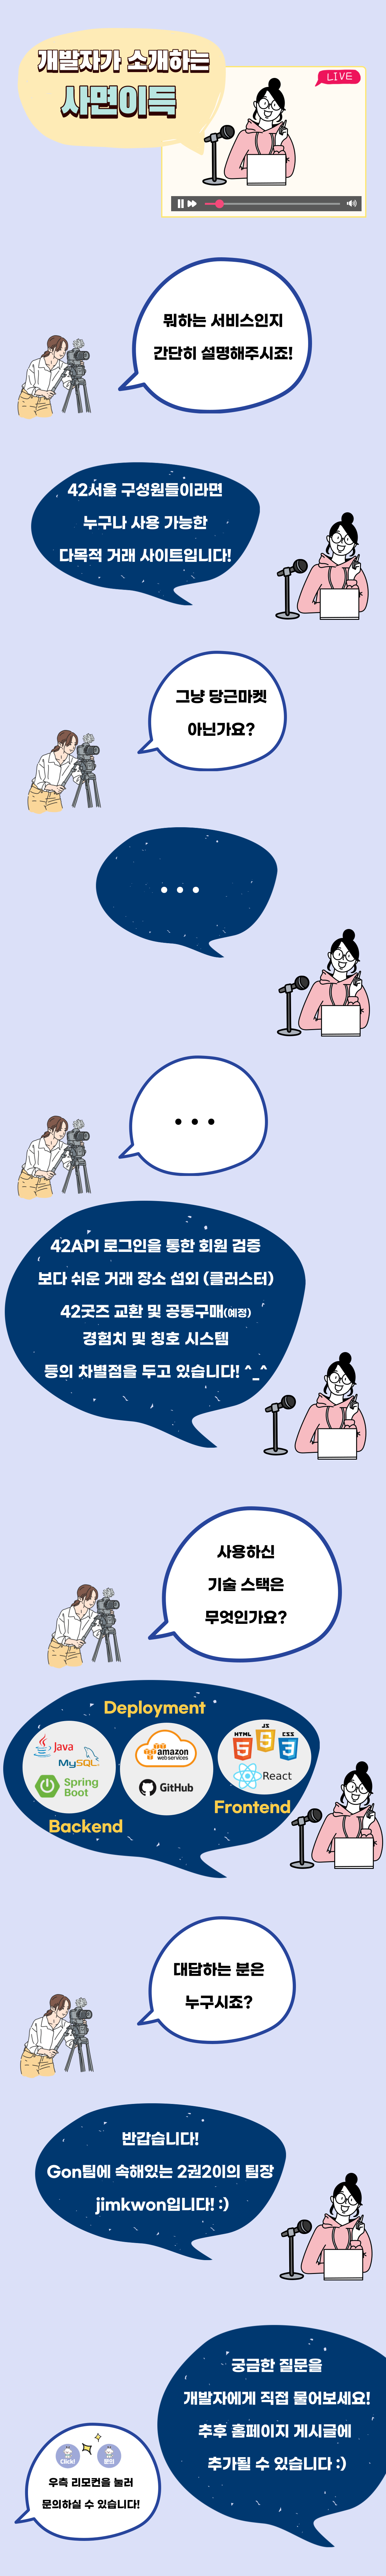 개발자가 소개하는
사면이득
LIVE
뭐하는 서비스인지
간단히 설명해주시죠!
42서울 구성원들이라면
누구나 사용 가능한
다목적 거래 사이트입니다!
그냥 당근마켓
아닌가요?
...
...
42API 로그인을 통한 회원 검증
보다 쉬운 거래 장소 섭외 (클러스터)
42굿즈 교환 및 공동구매(예정)
경험치 및 칭호 시스템
등의 차별점을 두고 있습니다! ^_^
사용하신
기술 스택은
무엇인가요?
Deployment
Java
MySQL
Spring
Boot
Backend
amazon
webservices
GitHub
HTML
JS
CSS
5
5
3
React
Frontend
대답하는 분은
누구시죠?
반갑습니다!
Gon팀에 속해있는 2권2이의 팀장
jimkwon입니다! :)
궁금한 질문을
개발자에게 직접 물어보세요!
추후 홈페이지 게시글에
추가될 수 있습니다 :)
Click!
문의
우측 리모컨을 눌러
문의하실 수 있습니다!